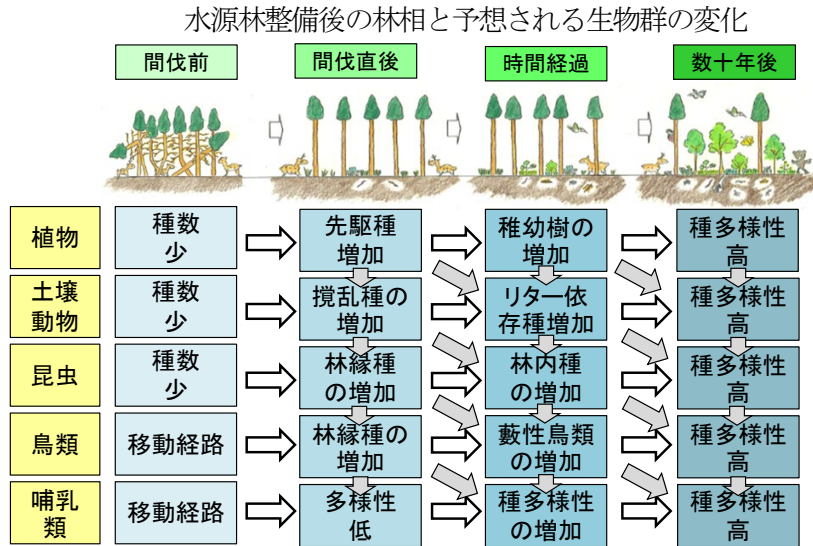 水源林整備後の林相と予想される生物群の変化
間伐前
間伐直後
時間経過
数十年後
植物
種数
少
先駆種
増加
稚幼樹の
増加
種多様性
高
土壌
動物
種数
少
撹乱種の
増加
リター依
存種増加
種多様性
高
昆虫
種数
少
林縁種
の増加
林内種
の増加
種多様性
高
鳥類
移動経路
林縁種の
増加
藪性鳥類
の増加
種多様性
高
哺乳
類
移動経路
多様性
低
種多様性
の増加
種多様性
高